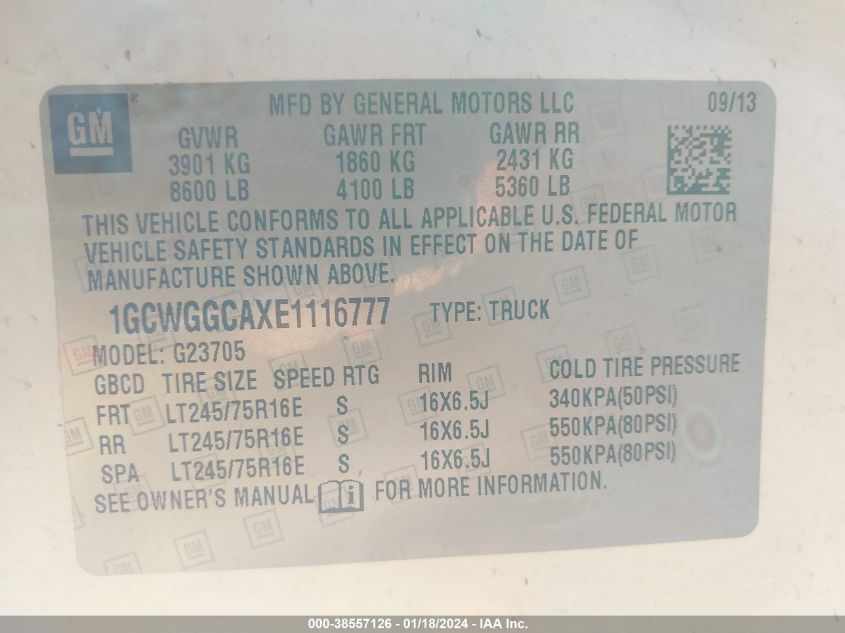 GM ® MFD BY GENERAL MOTORS LLC 09/13
GVWR GAWR FRT GAWR RR
3901 KG 1860 KG 2431 KG
8600 LB 4100 LB 5360 LB
THIS VEHICLE CONFORMS TO ALL APPLICABLE U.S. FEDERAL MOTOR
VEHICLE SAFETY STANDARDS IN EFFECT ON THE DATE OF
MANUFACTURE SHOWN ABOVE.
1GCWGGCAXE1116777 TYPE: TRUCK
MODEL: G23705
GBCD TIRE SIZE SPEED RTG RIM COLD TIRE PRESSURE
FRT LT245/75R16E S 16X6.5J 340KPA(50PSI)
RR LT245/75R16E S 16X6.5J 550KPA(80PSI)
SPA LT245/75R16E S 16X6.5J 550KPA(80PSI)
SEE OWNER'S MANUAL i FOR MORE INFORMATION.
000-38557126 - 01/18/2024 - IAA Inc.